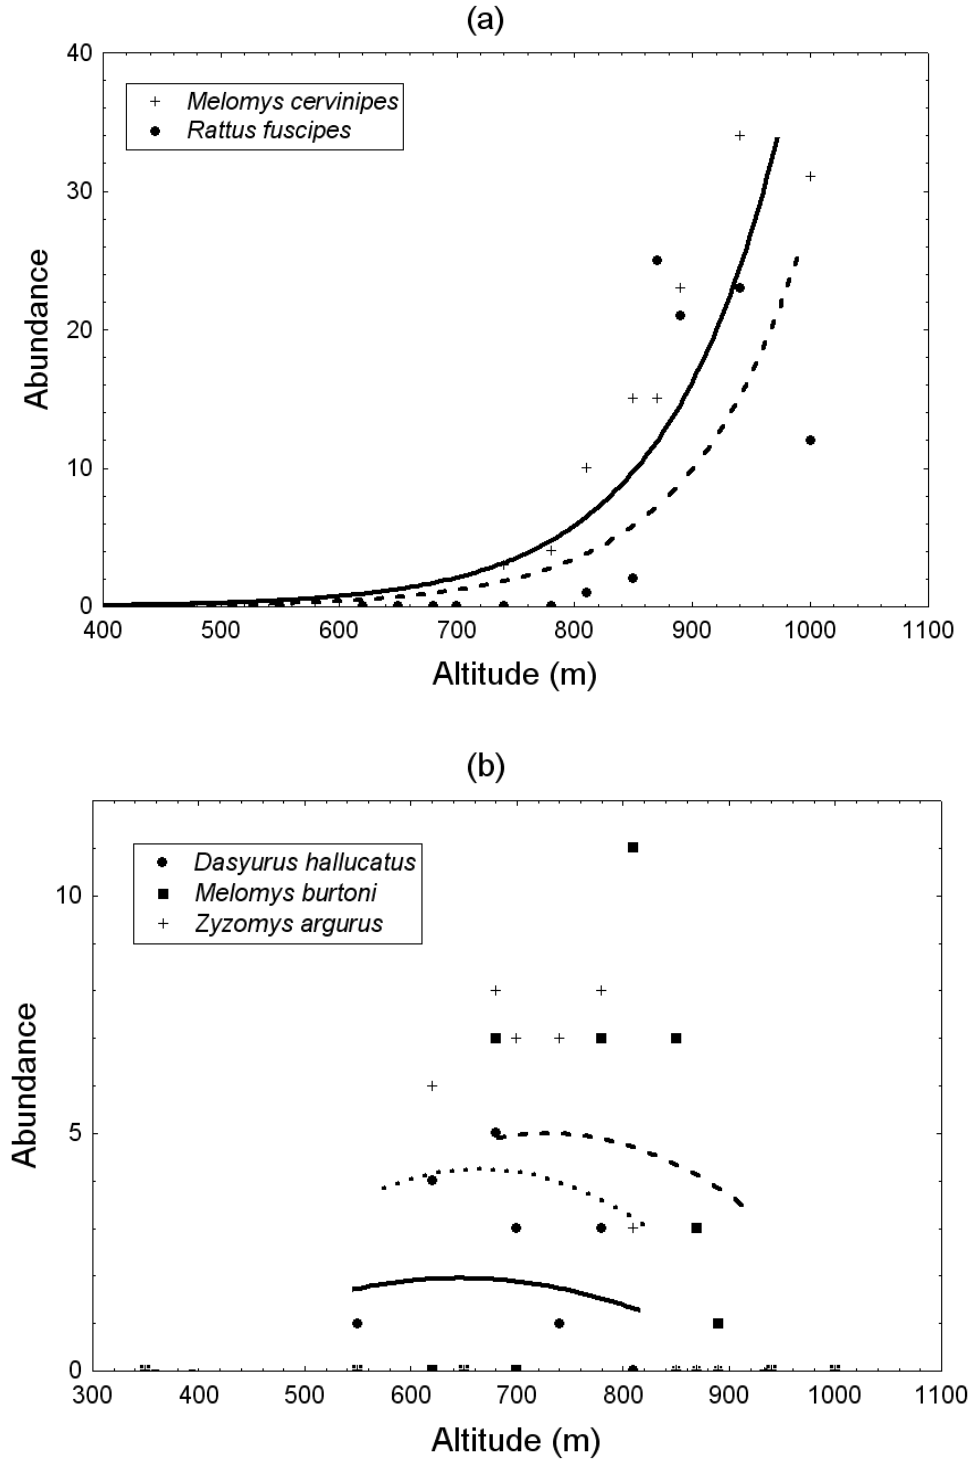 (a)
40
Melomys cervinipes
Rattus fuscipes
30
Abundance
20
10
0
400 500 600 700 800 900 1000 1100
Altitude (m)
(b)
Dasyurus hallucatus
10
Melomys burtoni
Zyzomys argurus
Abundance
5
0
300 400 500 600 700 800 900 1000 1100
Altitude (m)